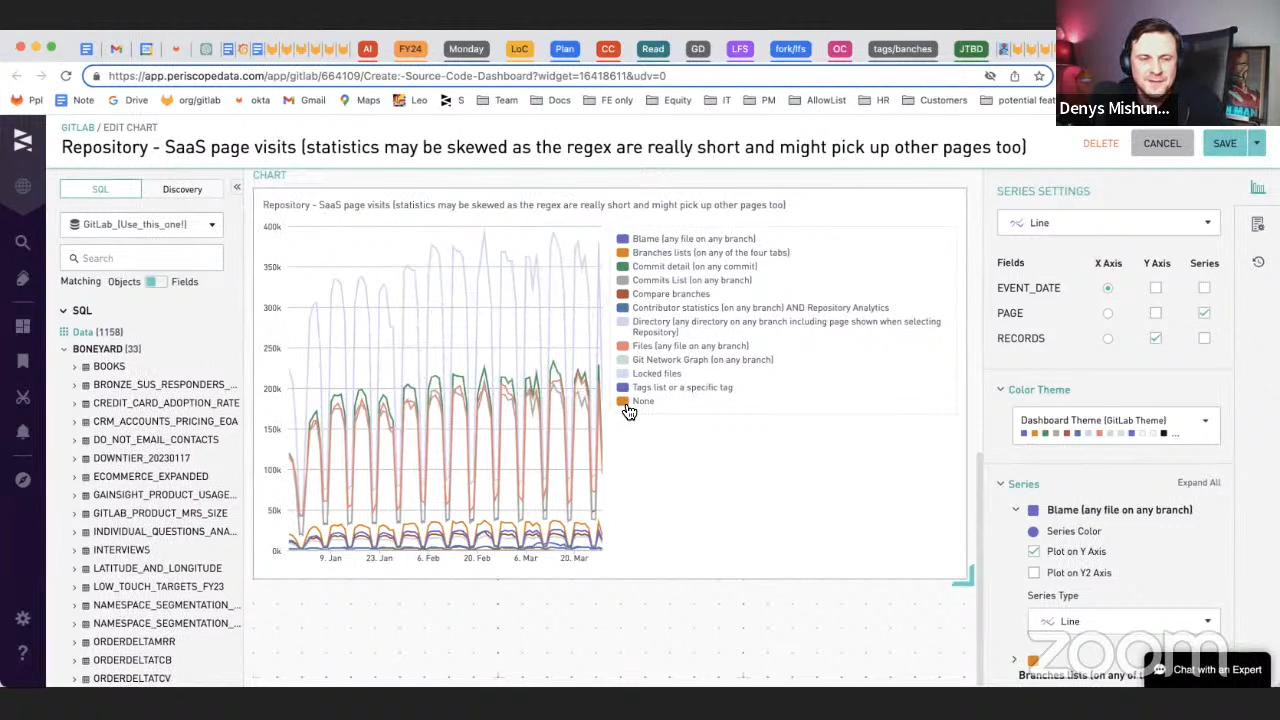 AI
FY24
Monday
LoC
Plan
CC
Read
GD
LFS
fork/lfs
OC
tags/banches
JTBD
https://app.periscopedata.com/app/gitlab/664109/Create:-Source-Code-Dashboard?widget=16418611&udv=0
Ppl
Note
Drive
org/gitlab
okta
Gmail
Maps
Leo
S
Team
Docs
FE only
Equity
IT
PM
AllowList
HR
Customers
potential feat
Denys Mishun...
GITLAB / EDIT CHART
Repository - SaaS page visits (statistics may be skewed as the regex are really short and might pick up other pages too)
DELETE
CANCEL
SAVE
SQL
Discovery
GitLab_(Use_this_one!)
Search
Matching Objects Fields
SQL
Data (1158)
BONEYARD (33)
BOOKS
BRONZE_SUS_RESPONDERS_...
CREDIT_CARD_ADOPTION_RATE
CRM_ACCOUNTS_PRICING_EOA
DO_NOT_EMAIL_CONTACTS
DOWNTIER_20230117
ECOMMERCE_EXPANDED
GAINSIGHT_PRODUCT_USAGE...
GITLAB_PRODUCT_MRS_SIZE
INDIVIDUAL_QUESTIONS_ANA...
INTERVIEWS
LATITUDE_AND_LONGITUDE
LOW_TOUCH_TARGETS_FY23
NAMESPACE_SEGMENTATION_...
NAMESPACE_SEGMENTATION_...
ORDERDELTAMRR
ORDERDELTATCB
ORDERDELTATCV
CHART
Repository - SaaS page visits (statistics may be skewed as the regex are really short and might pick up other pages too)
400k
350k
300k
250k
200k
150k
100k
50k
0k
9. Jan
23. Jan
6. Feb
20. Feb
6. Mar
20. Mar
Blame (any file on any branch)
Branches lists (on any of the four tabs)
Commit detail (on any commit)
Commits List (on any branch)
Compare branches
Contributor statistics (on any branch) AND Repository Analytics
Directory (any directory on any branch including page shown when selecting
Repository)
Files (any file on any branch)
Git Network Graph (on any branch)
Locked files
Tags list or a specific tag
None
SERIES SETTINGS
Line
Fields X Axis Y Axis Series
EVENT_DATE
PAGE
RECORDS
Color Theme
Dashboard Theme (GitLab Theme)
...
Series
Expand All
Blame (any file on any branch)
Series Color
Plot on Y Axis
Plot on Y2 Axis
Series Type
Line
zoom
Chat with an Expert